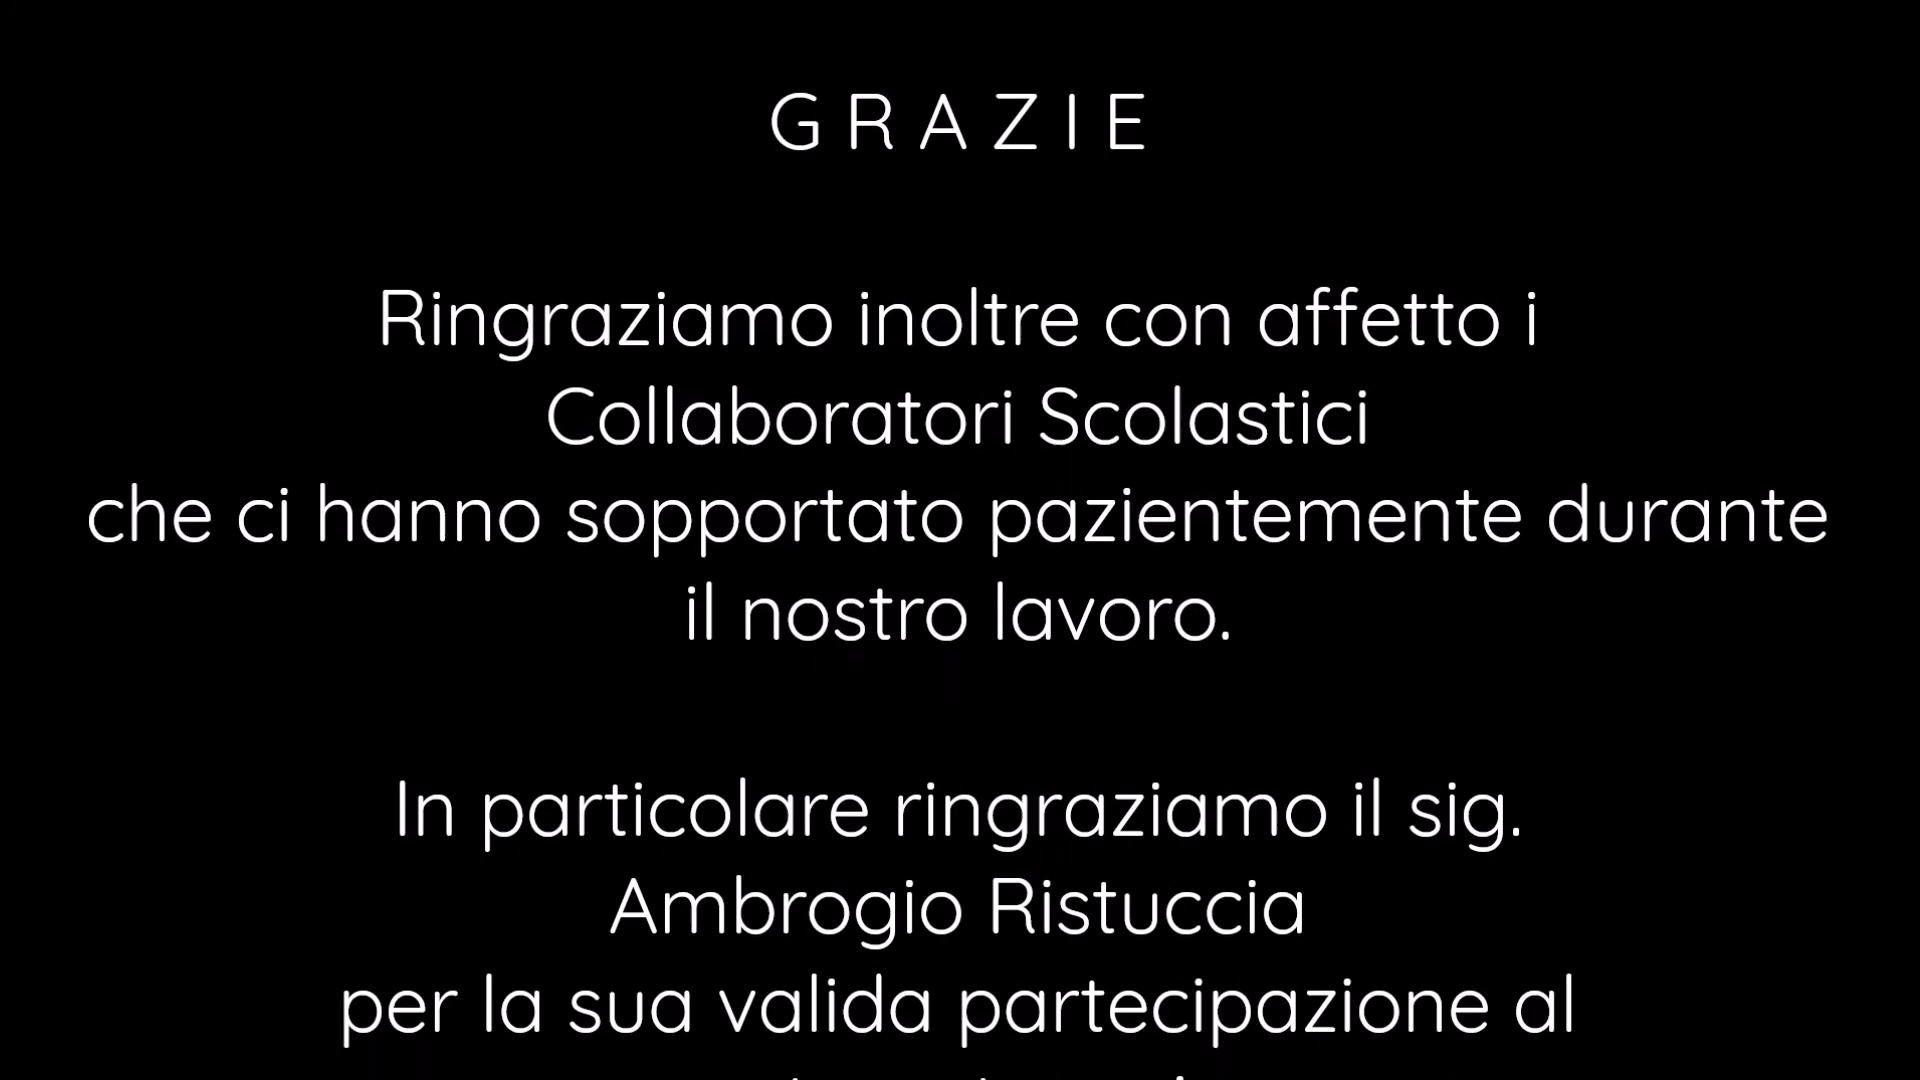 G R A Z I E
Ringraziamo inoltre con affetto i
Collaboratori Scolastici
che ci hanno sopportato pazientemente durante
il nostro lavoro.
In particolare ringraziamo il sig.
Ambrogio Ristuccia
per la sua valida partecipazione al